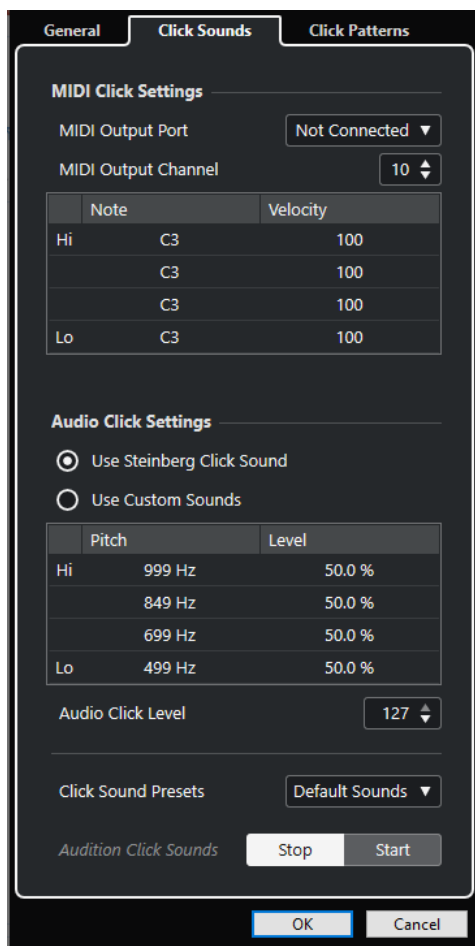 General Click Sounds Click Patterns
MIDI Click Settings
MIDI Output Port Not Connected
MIDI Output Channel 10
Note Velocity
Hi C3 100
C3 100
C3 100
Lo C3 100
Audio Click Settings
Use Steinberg Click Sound
Use Custom Sounds
Pitch Level
Hi 999 Hz 50.0 %
849 Hz 50.0 %
699 Hz 50.0 %
Lo 499 Hz 50.0 %
Audio Click Level 127
Click Sound Presets Default Sounds
Audition Click Sounds Stop Start
OK Cancel